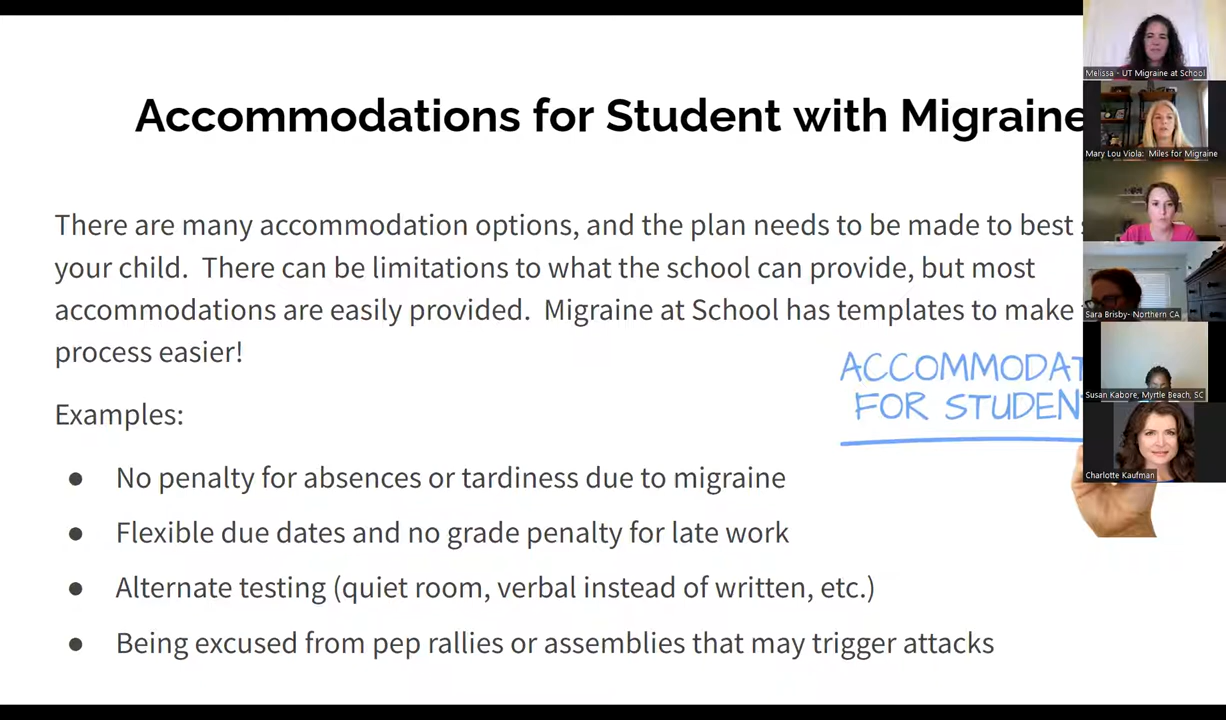 Accommodations for Student with Migraine
There are many accommodation options, and the plan needs to be made to best
your child.  There can be limitations to what the school can provide, but most
accommodations are easily provided.  Migraine at School has templates to make
process easier!
ACCOMMODAT
FOR STUDEN
Examples:
● No penalty for absences or tardiness due to migraine
● Flexible due dates and no grade penalty for late work
● Alternate testing (quiet room, verbal instead of written, etc.)
● Being excused from pep rallies or assemblies that may trigger attacks
Melissa - UT Migraine at School
Mary Lou Viola: Miles for Migraine
Sara Brisby- Northern CA
Susan Kabore, Myrtle Beach, SC
Charlotte Kaufman